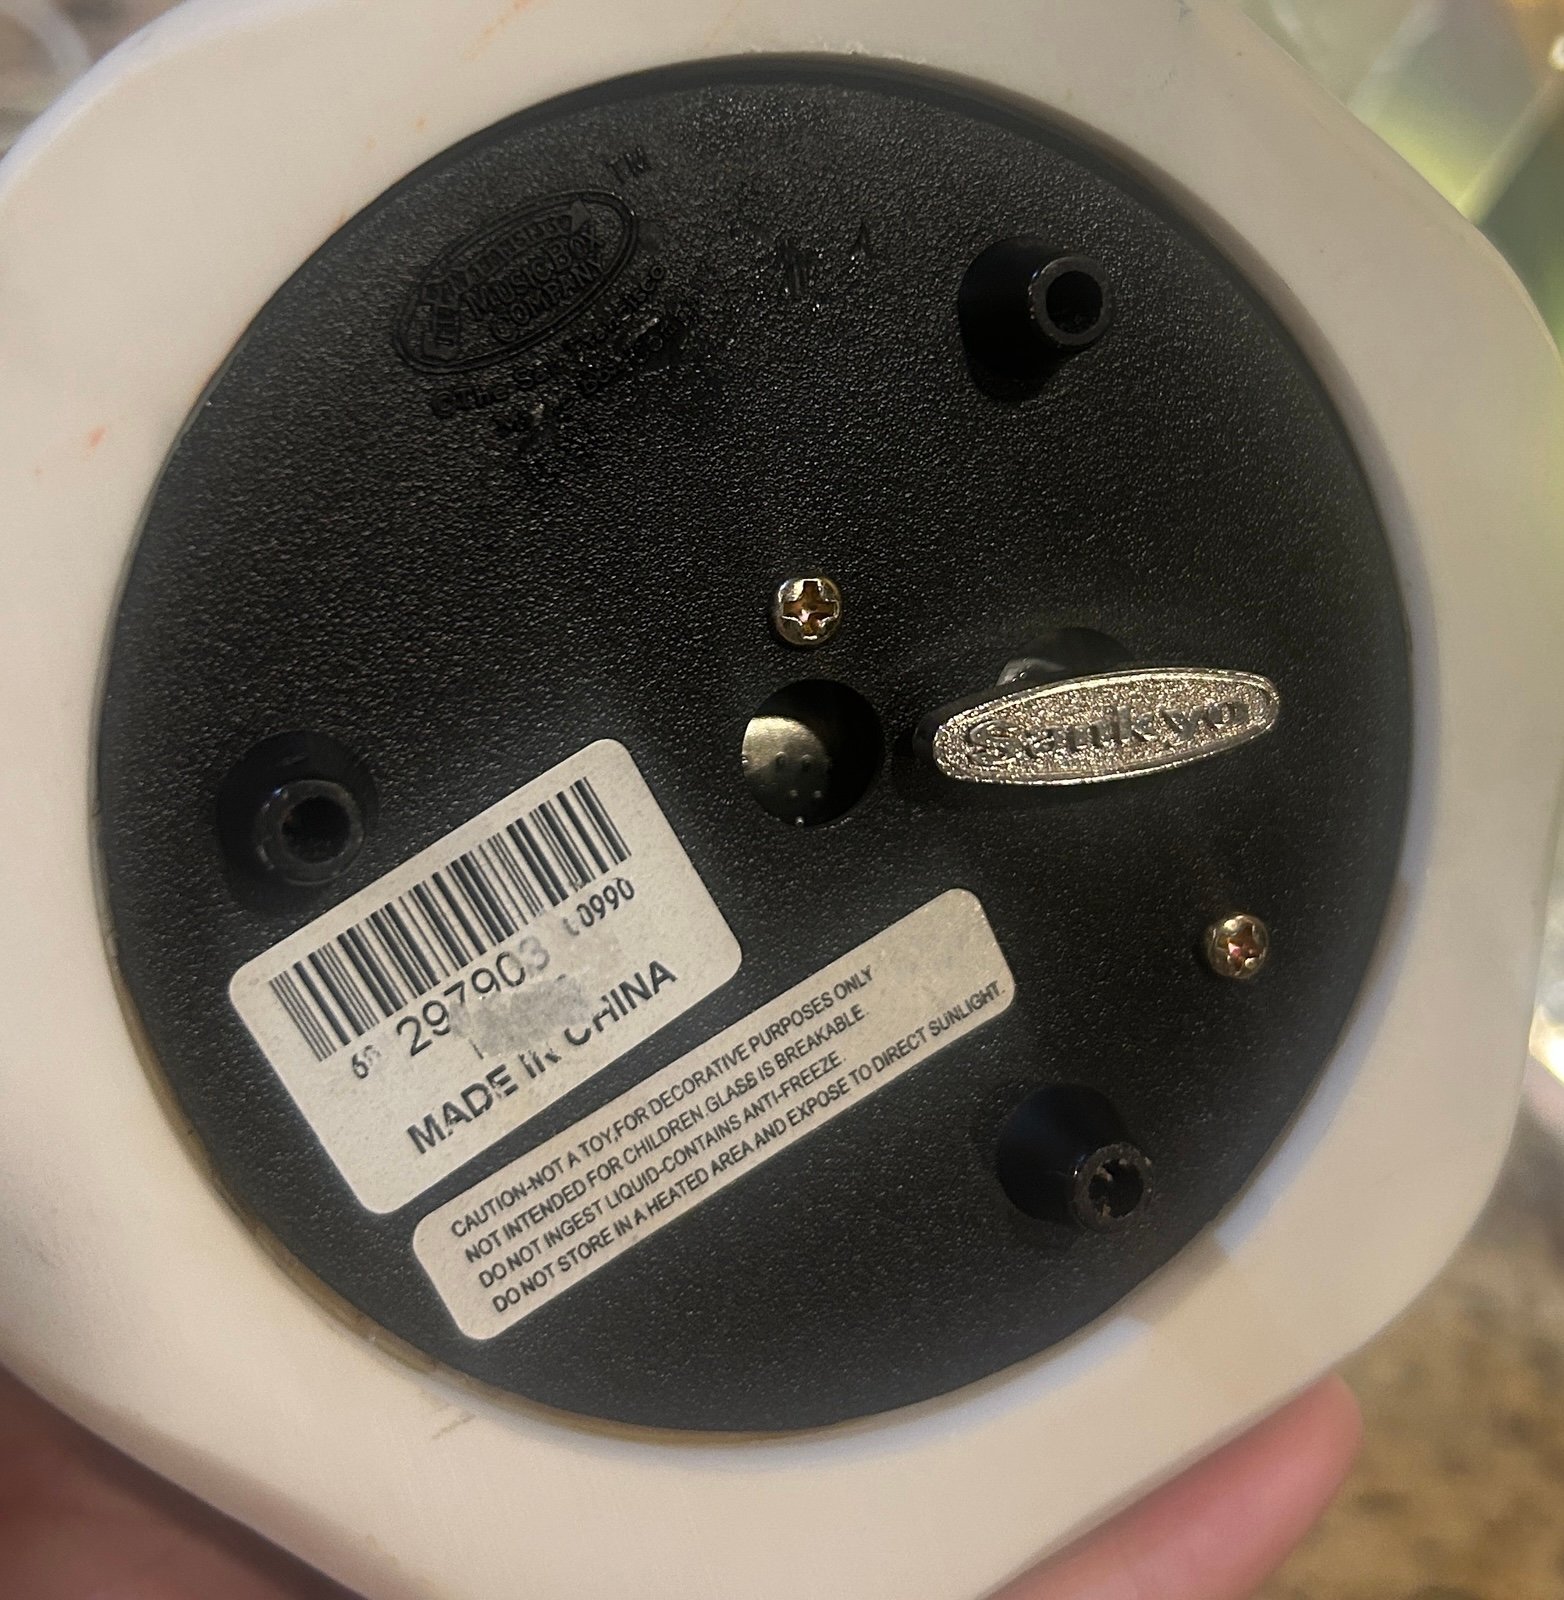 TM
MUSIC BOX
COMPANY
Sankyo
10990
297903
MADE IN CHINA
CAUTION-NOT A TOY,FOR DECORATIVE PURPOSES ONLY
NOT INTENDED FOR CHILDREN.GLASS IS BREAKABLE.
DO NOT INGEST LIQUID-CONTAINS ANTI-FREEZE.
DO NOT STORE IN A HEATED AREA AND EXPOSE TO DIRECT SUNLIGHT.